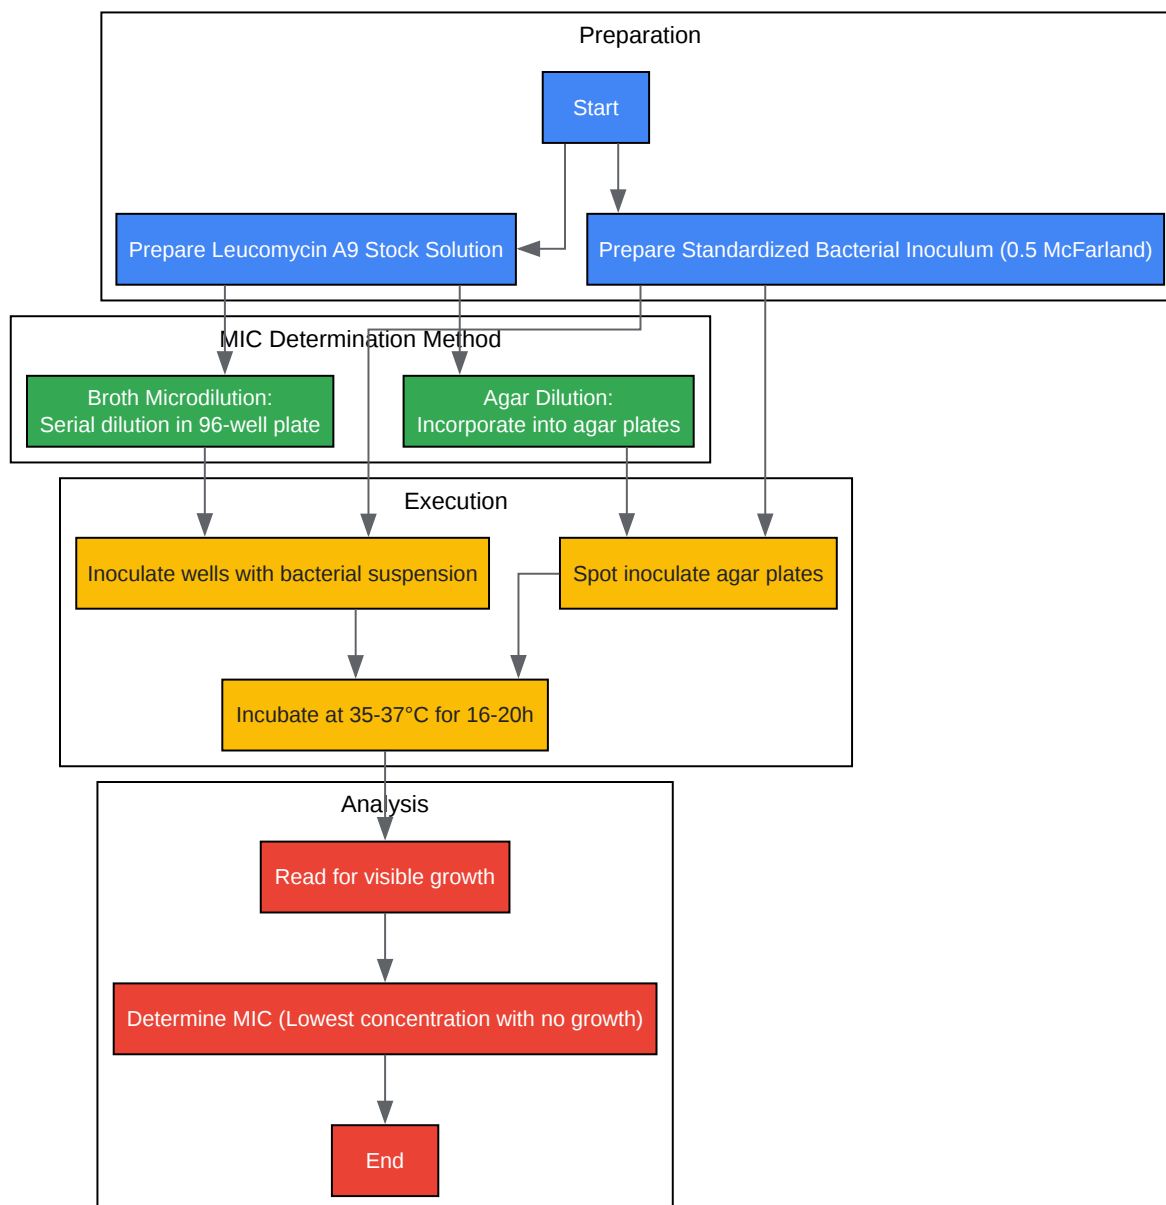 Preparation
Start
Prepare Leucomycin A9 Stock Solution
Prepare Standardized Bacterial Inoculum (0.5 McFarland)
MIC Determination Method
Broth Microdilution:
Serial dilution in 96-well plate
Agar Dilution:
Incorporate into agar plates
Execution
Inoculate wells with bacterial suspension
Spot inoculate agar plates
Incubate at 35-37°C for 16-20h
Analysis
Read for visible growth
Determine MIC (Lowest concentration with no growth)
End